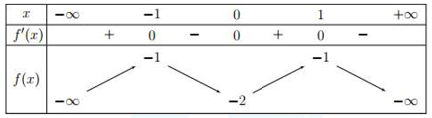 x −∞ −1 0 1 +∞
f′(x) + 0 − 0 + 0 −
−1 −1
f(x)
−∞ −2 −∞